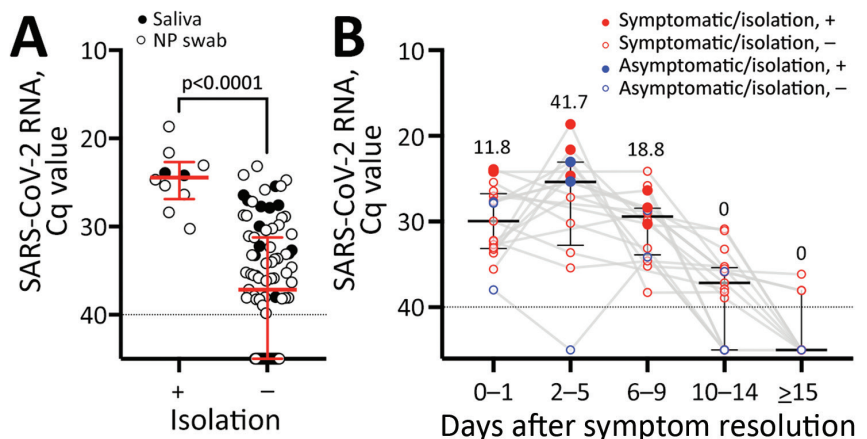 A
Saliva
NP swab
SARS-CoV-2 RNA,
Cq value
10
20
30
40
p<0.0001
+
–
Isolation
B
Symptomatic/isolation, +
Symptomatic/isolation, –
Asymptomatic/isolation, +
Asymptomatic/isolation, –
SARS-CoV-2 RNA,
Cq value
10
20
30
40
11.8
41.7
18.8
0
0
0–1
2–5
6–9
10–14
≥15
Days after symptom resolution